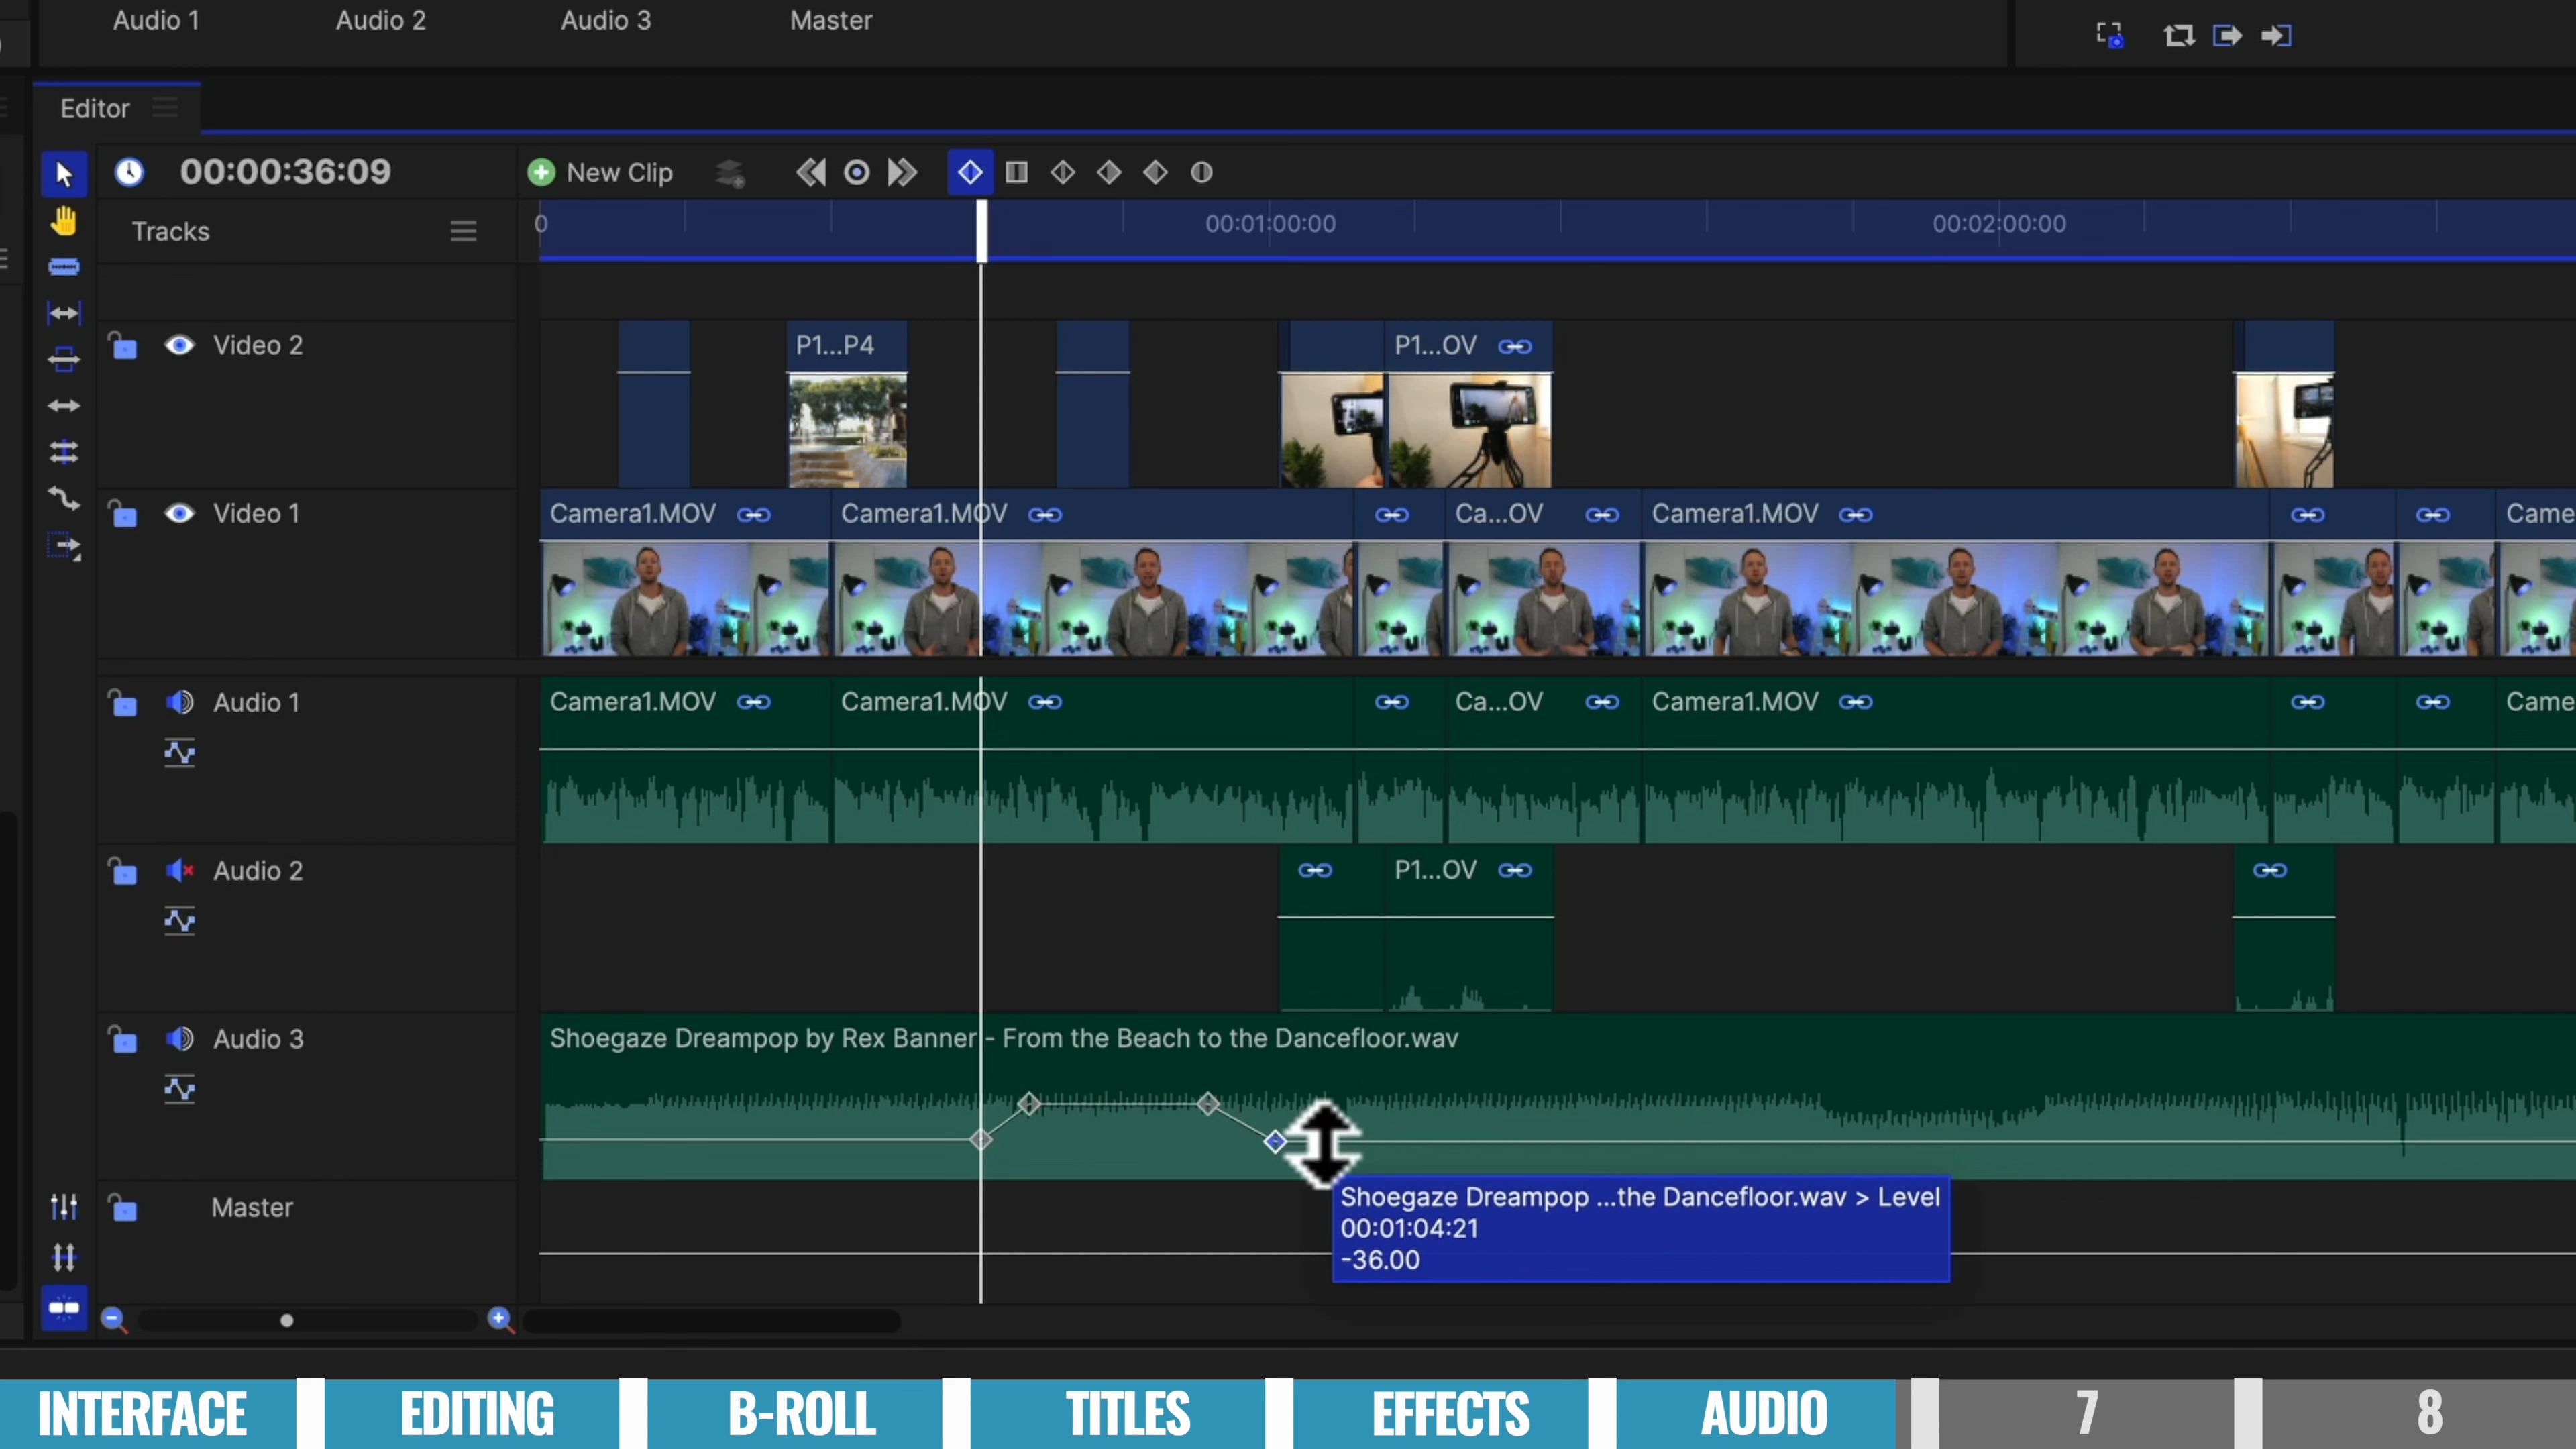 Audio 1 Audio 2 Audio 3 Master
Editor
00:00:36:09 New Clip
Tracks 0 00:01:00:00 00:02:00:00
Video 2 P1...P4 P1...OV
Video 1 Camera1.MOV Camera1.MOV Ca...OV Camera1.MOV Came
Audio 1 Camera1.MOV Camera1.MOV Ca...OV Camera1.MOV Came
Audio 2 P1...OV
Audio 3 Shoegaze Dreampop by Rex Banner - From the Beach to the Dancefloor.wav
Master
Shoegaze Dreampop ...the Dancefloor.wav > Level
00:01:04:21
-36.00
INTERFACE EDITING B-ROLL TITLES EFFECTS AUDIO 7 8